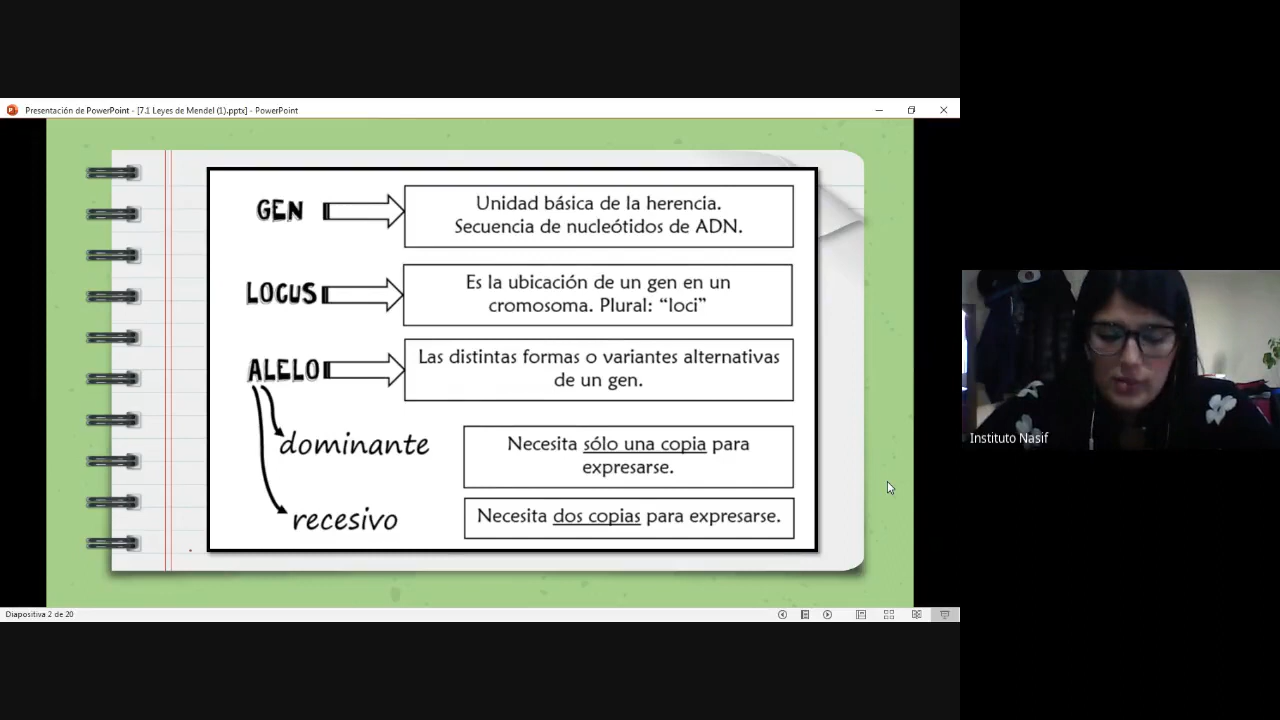 Presentación de PowerPoint - [7.1 Leyes de Mendel (1).pptx] - PowerPoint
GEN
Unidad básica de la herencia.
Secuencia de nucleótidos de ADN.
LOCUS
Es la ubicación de un gen en un
cromosoma. Plural: “loci”
ALELO
Las distintas formas o variantes alternativas
de un gen.
dominante
Necesita sólo una copia para
expresarse.
recesivo
Necesita dos copias para expresarse.
Instituto Nasif
Diapositiva 2 de 20